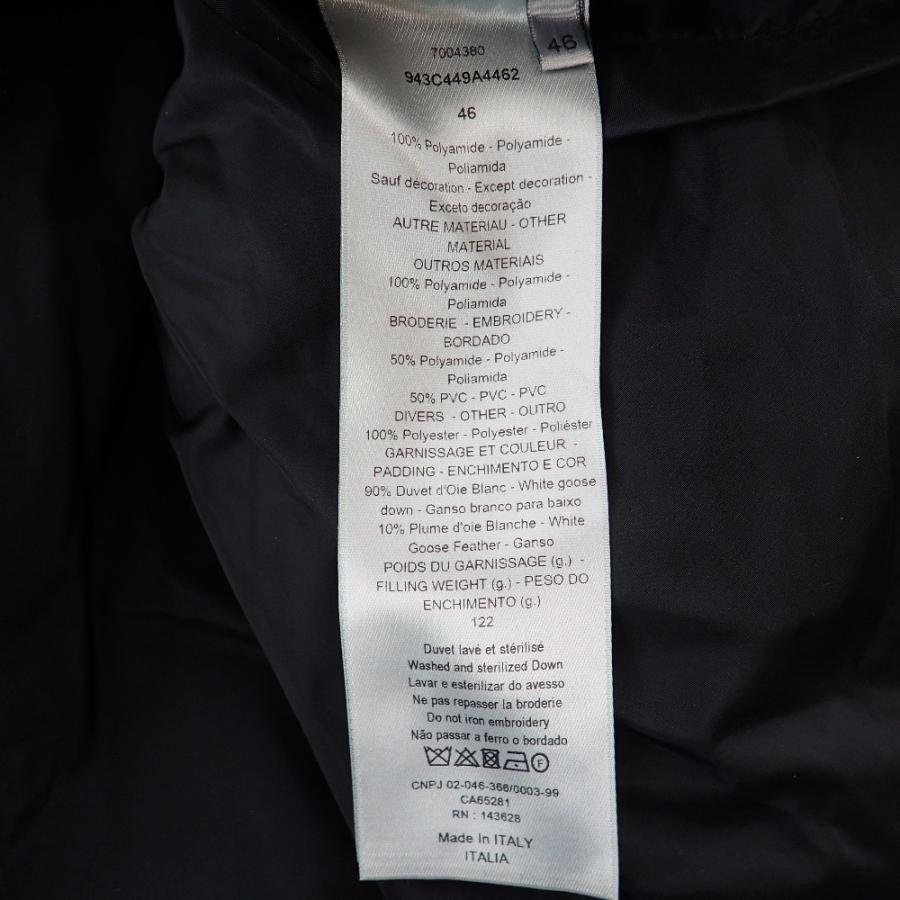 46
7004380
943C449A4462
46
100% Polyamide - Polyamide -
Poliamida
Sauf décoration - Except decoration -
Exceto decoração
AUTRE MATERIAU - OTHER
MATERIAL
OUTROS MATERIAIS
100% Polyamide - Polyamide -
Poliamida
BRODERIE - EMBROIDERY -
BORDADO
50% Polyamide - Polyamide -
Poliamida
50% PVC - PVC - PVC
DIVERS - OTHER - OUTRO
100% Polyester - Polyester - Poliéster
GARNISSAGE ET COULEUR -
PADDING - ENCHIMENTO E COR
90% Duvet d'Oie Blanc - White goose
down - Ganso branco para baixo
10% Plume d'oie Blanche - White
Goose Feather - Ganso
POIDS DU GARNISSAGE (g.) -
FILLING WEIGHT (g.) - PESO DO
ENCHIMENTO (g.)
122
Duvet lavé et stérilisé
Washed and sterilized Down
Lavar e esterilizar do avesso
Ne pas repasser la broderie
Do not iron embroidery
Não passar a ferro o bordado
F
CNPJ 02-046-366/0003-99
CA65281
RN : 143628
Made In ITALY
ITALIA